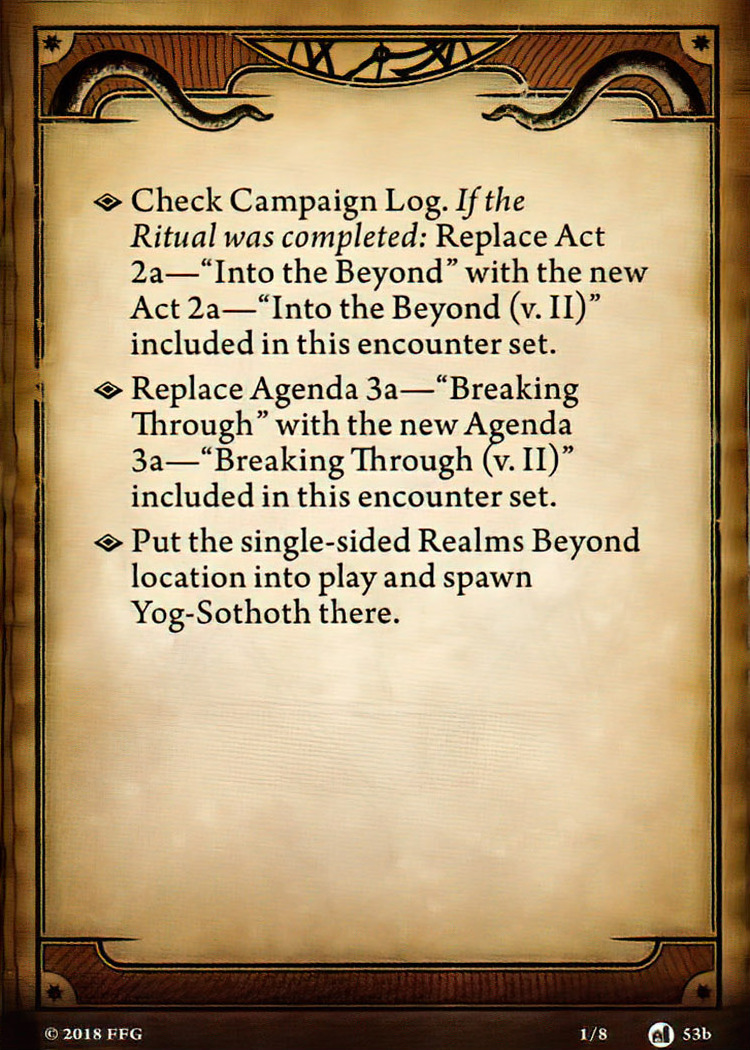 Check Campaign Log. If the
Ritual was completed: Replace Act
2a—“Into the Beyond” with the new
Act 2a—“Into the Beyond (v. II)”
included in this encounter set.
Replace Agenda 3a—“Breaking
Through” with the new Agenda
3a—“Breaking Through (v. II)”
included in this encounter set.
Put the single-sided Realms Beyond
location into play and spawn
Yog-Sothoth there.
© 2018 FFG 1/8 53b